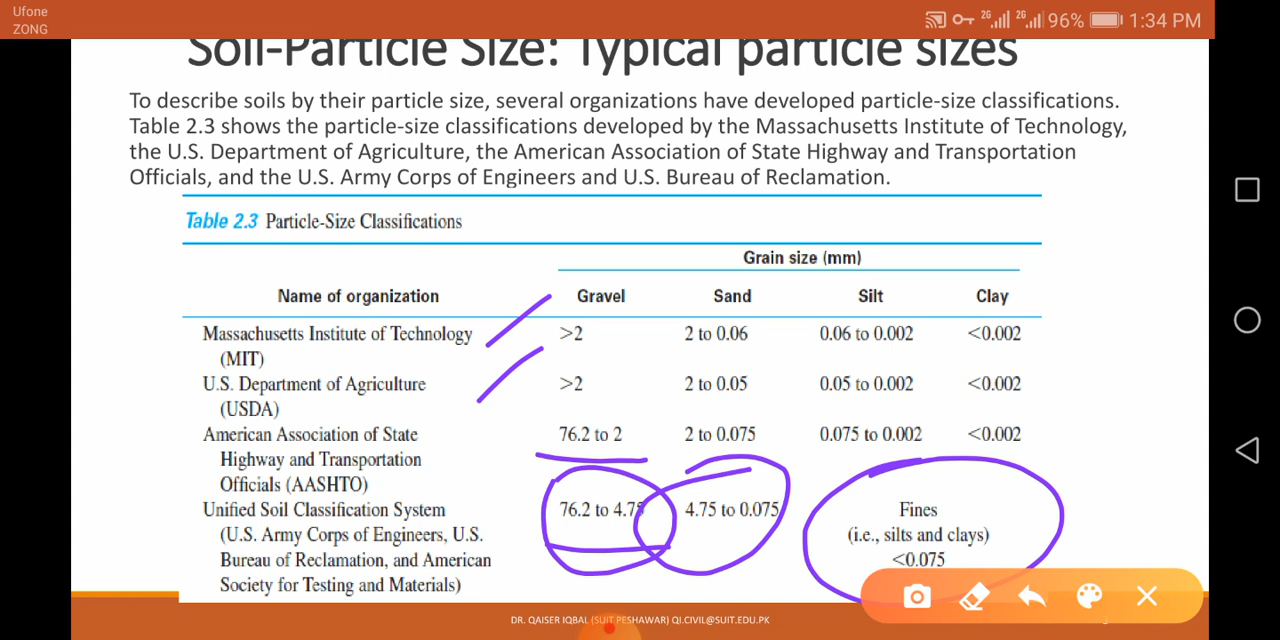 Ufone
ZONG
2G 2G 96% 1:34 PM
Soil-Particle Size: Typical particle sizes
To describe soils by their particle size, several organizations have developed particle-size classifications.
Table 2.3 shows the particle-size classifications developed by the Massachusetts Institute of Technology,
the U.S. Department of Agriculture, the American Association of State Highway and Transportation
Officials, and the U.S. Army Corps of Engineers and U.S. Bureau of Reclamation.
Table 2.3 Particle-Size Classifications
Grain size (mm)
Name of organization Gravel Sand Silt Clay
Massachusetts Institute of Technology >2 2 to 0.06 0.06 to 0.002 <0.002
(MIT)
U.S. Department of Agriculture >2 2 to 0.05 0.05 to 0.002 <0.002
(USDA)
American Association of State 76.2 to 2 2 to 0.075 0.075 to 0.002 <0.002
Highway and Transportation
Officials (AASHTO)
Unified Soil Classification System 76.2 to 4.75 4.75 to 0.075 Fines
(U.S. Army Corps of Engineers, U.S. (i.e., silts and clays)
Bureau of Reclamation, and American <0.075
Society for Testing and Materials)
DR. QAISER IQBAL (SUIT PESHAWAR) QI.CIVIL@SUIT.EDU.PK